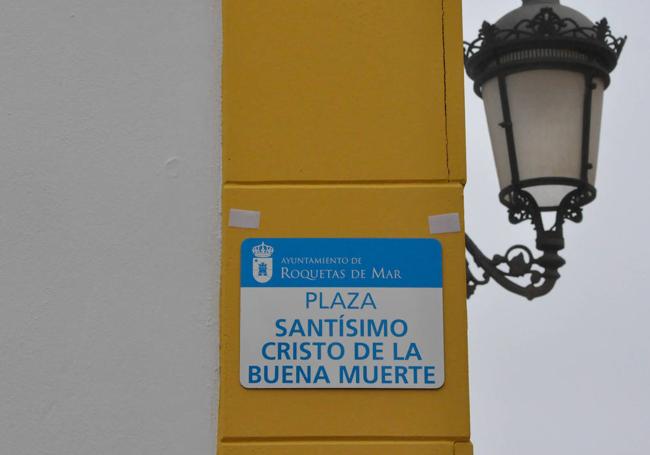 AYUNTAMIENTO DE
ROQUETAS DE MAR
PLAZA
SANTÍSIMO
CRISTO DE LA
BUENA MUERTE